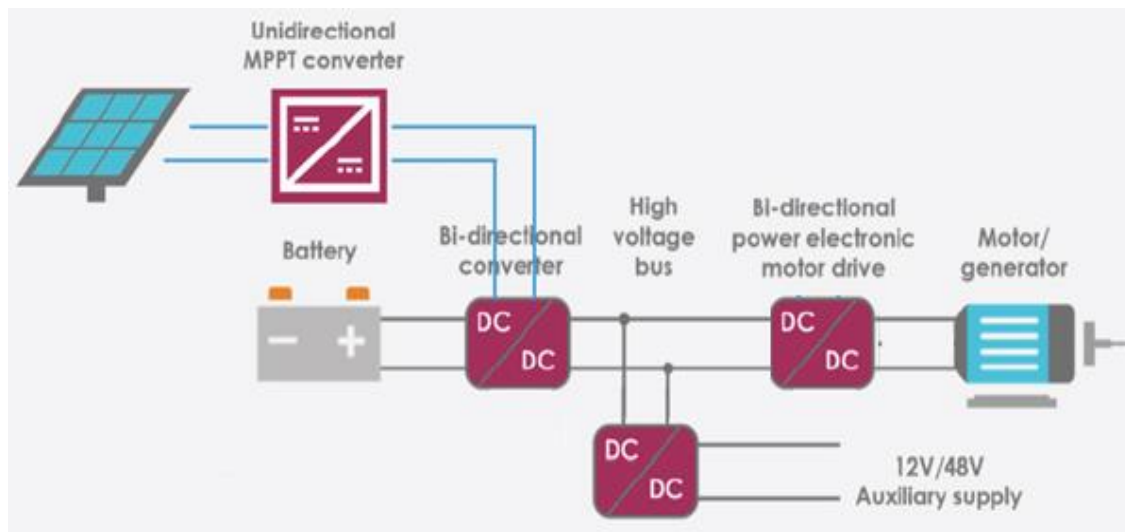 Unidirectional
MPPT converter
Battery
Bi-directional
converter
High
voltage
bus
Bi-directional
power electronic
motor drive
Motor/
generator
DC
DC
DC
DC
DC
DC
12V/48V
Auxiliary supply